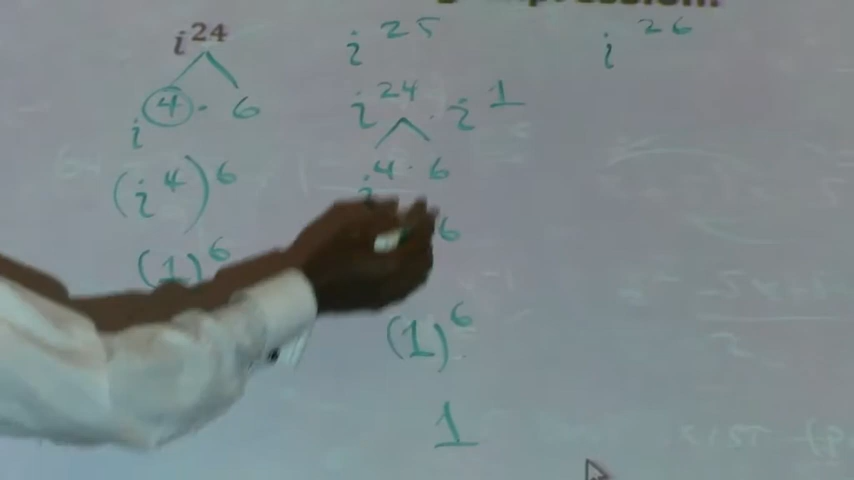 i^24
i^4 · 6
(i^4)^6
(1)^6
i^25
i^24 · i^1
i^4 · 6
6
(1)^6
1
i^26